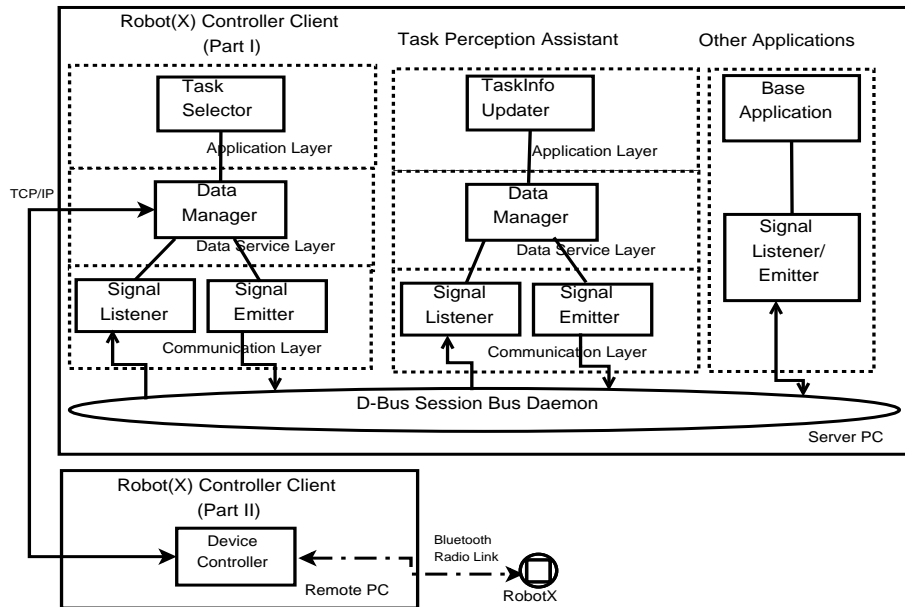 Robot(X) Controller Client
(Part I)
Task Perception Assistant
Other Applications
Task
Selector
Application Layer
TaskInfo
Updater
Application Layer
Base
Application
TCP/IP
Data
Manager
Data Service Layer
Data
Manager
Data Service Layer
Signal
Listener/
Emitter
Signal
Listener
Signal
Emitter
Communication Layer
Signal
Listener
Signal
Emitter
Communication Layer
D-Bus Session Bus Daemon
Server PC
Robot(X) Controller Client
(Part II)
Device
Controller
Remote PC
Bluetooth
Radio Link
RobotX